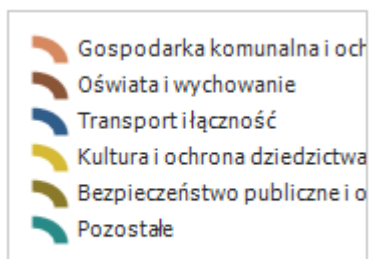 Gospodarka komunalna i och
Oświata i wychowanie
Transport i łączność
Kultura i ochrona dziedzictwa
Bezpieczeństwo publiczne i o
Pozostałe